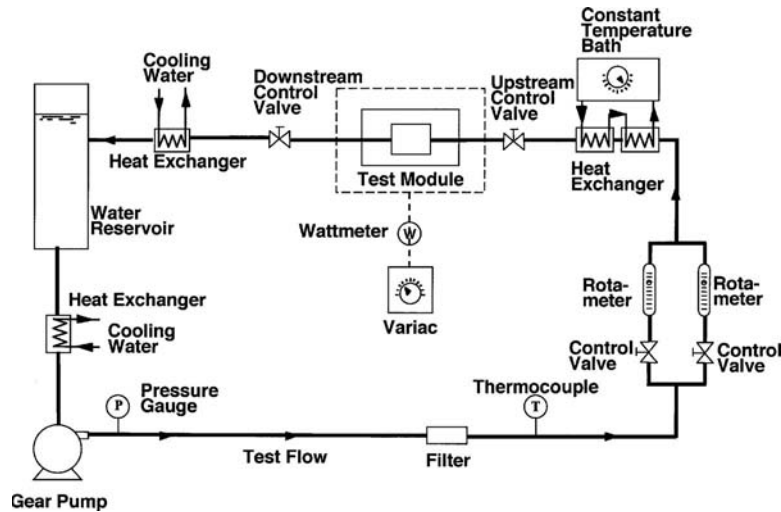 Constant
Temperature
Bath
Cooling
Water
Downstream
Control
Valve
Upstream
Control
Valve
Heat Exchanger
Test Module
Heat
Exchanger
Water
Reservoir
Wattmeter
W
Variac
Rota-
meter
Rota-
meter
Heat Exchanger
Cooling
Water
Control
Valve
Control
Valve
Pressure
Gauge
P
Thermocouple
T
Test Flow
Filter
Gear Pump